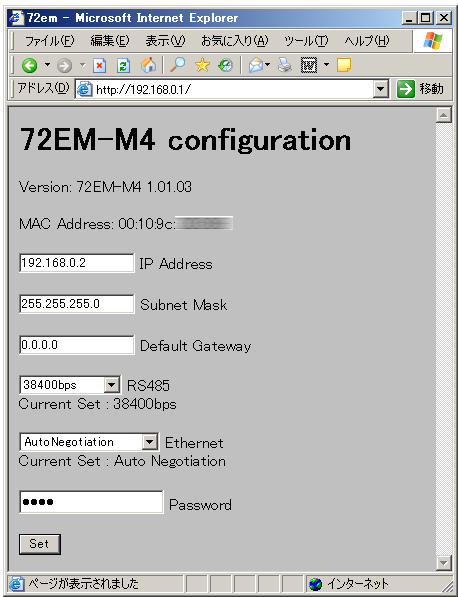 72em - Microsoft Internet Explorer
ファイル(F) 編集(E) 表示(V) お気に入り(A) ツール(T) ヘルプ(H)
アドレス(D) http://192.168.0.1/ 移動
72EM-M4 configuration
Version: 72EM-M4 1.01.03
MAC Address: 00:10:9c:
192.168.0.2 IP Address
255.255.255.0 Subnet Mask
0.0.0.0 Default Gateway
38400bps RS485
Current Set : 38400bps
AutoNegotiation Ethernet
Current Set : Auto Negotiation
●●●● Password
Set
ページが表示されました インターネット